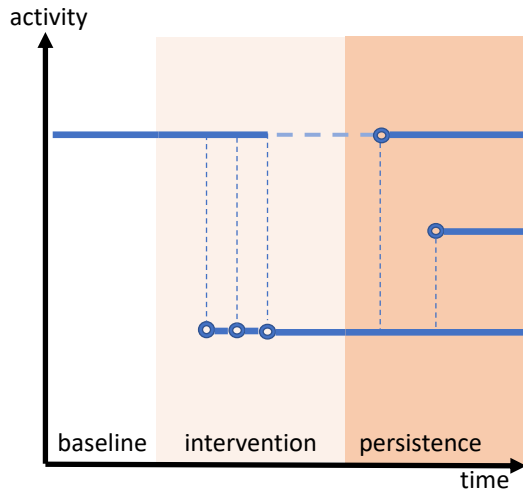 activity
baseline
intervention
persistence
time